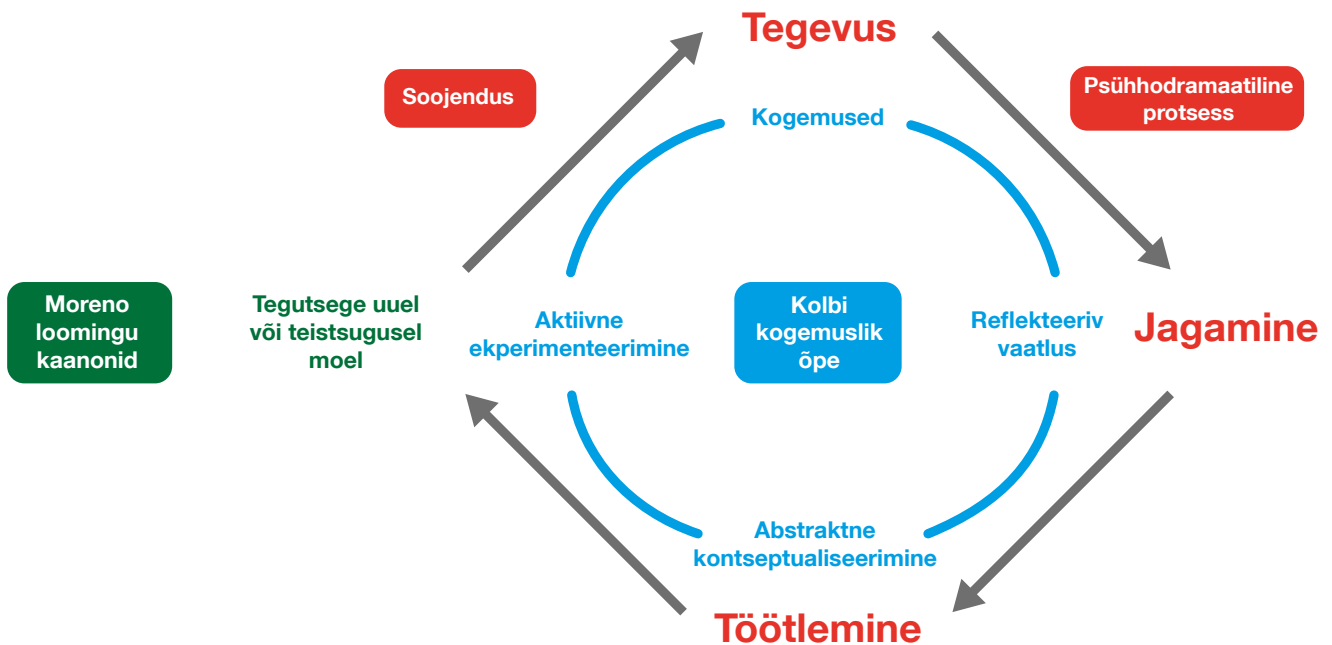 Tegevus
Soojendus
Psühhodramaatiline
protsess
Kogemused
Moreno
loomingu
kaanonid
Tegutsege uuel
või teistsugusel
moel
Aktiivne
ekperimenteerimine
Kolbi
kogemuslik
õpe
Reflekteeriv
vaatlus
Jagamine
Abstraktne
kontseptualiseerimine
Töötlemine